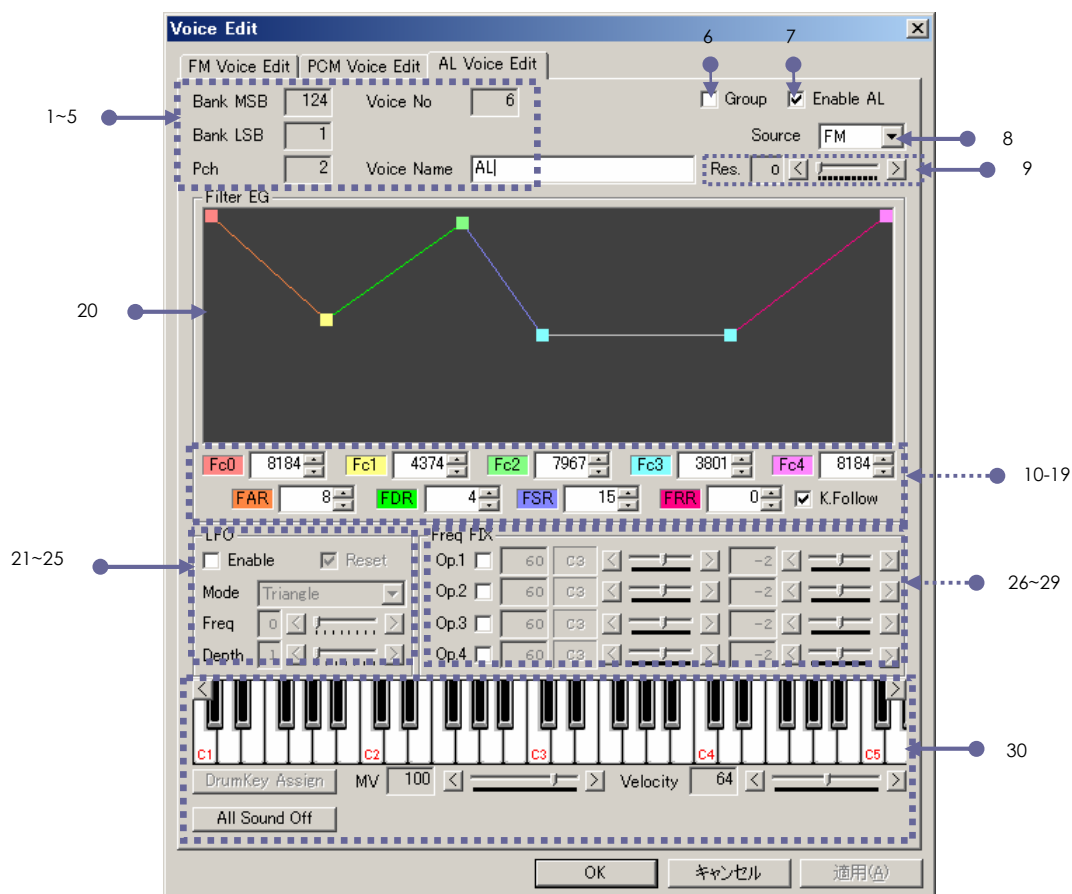 Voice Edit
6 7
FM Voice Edit PCM Voice Edit AL Voice Edit
1~5
Bank MSB 124 Voice No 6 Group Enable AL
Bank LSB 1 Source FM 8
Pch 2 Voice Name AL Res. 0 9
Filter EG
20
Fc0 8184 Fc1 4374 Fc2 7967 Fc3 3801 Fc4 8184
10-19
FAR 8 FDR 4 FSR 15 FRR 0 K.Follow
LFO Freq FIX
21~25
Enable Reset Op.1 60 C3 -2
Mode Triangle Op.2 60 C3 -2
26~29
Freq 0 Op.3 60 C3 -2
Depth 1 Op.4 60 C3 -2
C1 C2 C3 C4 C5
30
DrumKey Assign MV 100 Velocity 64
All Sound Off
OK キャンセル 適用(A)